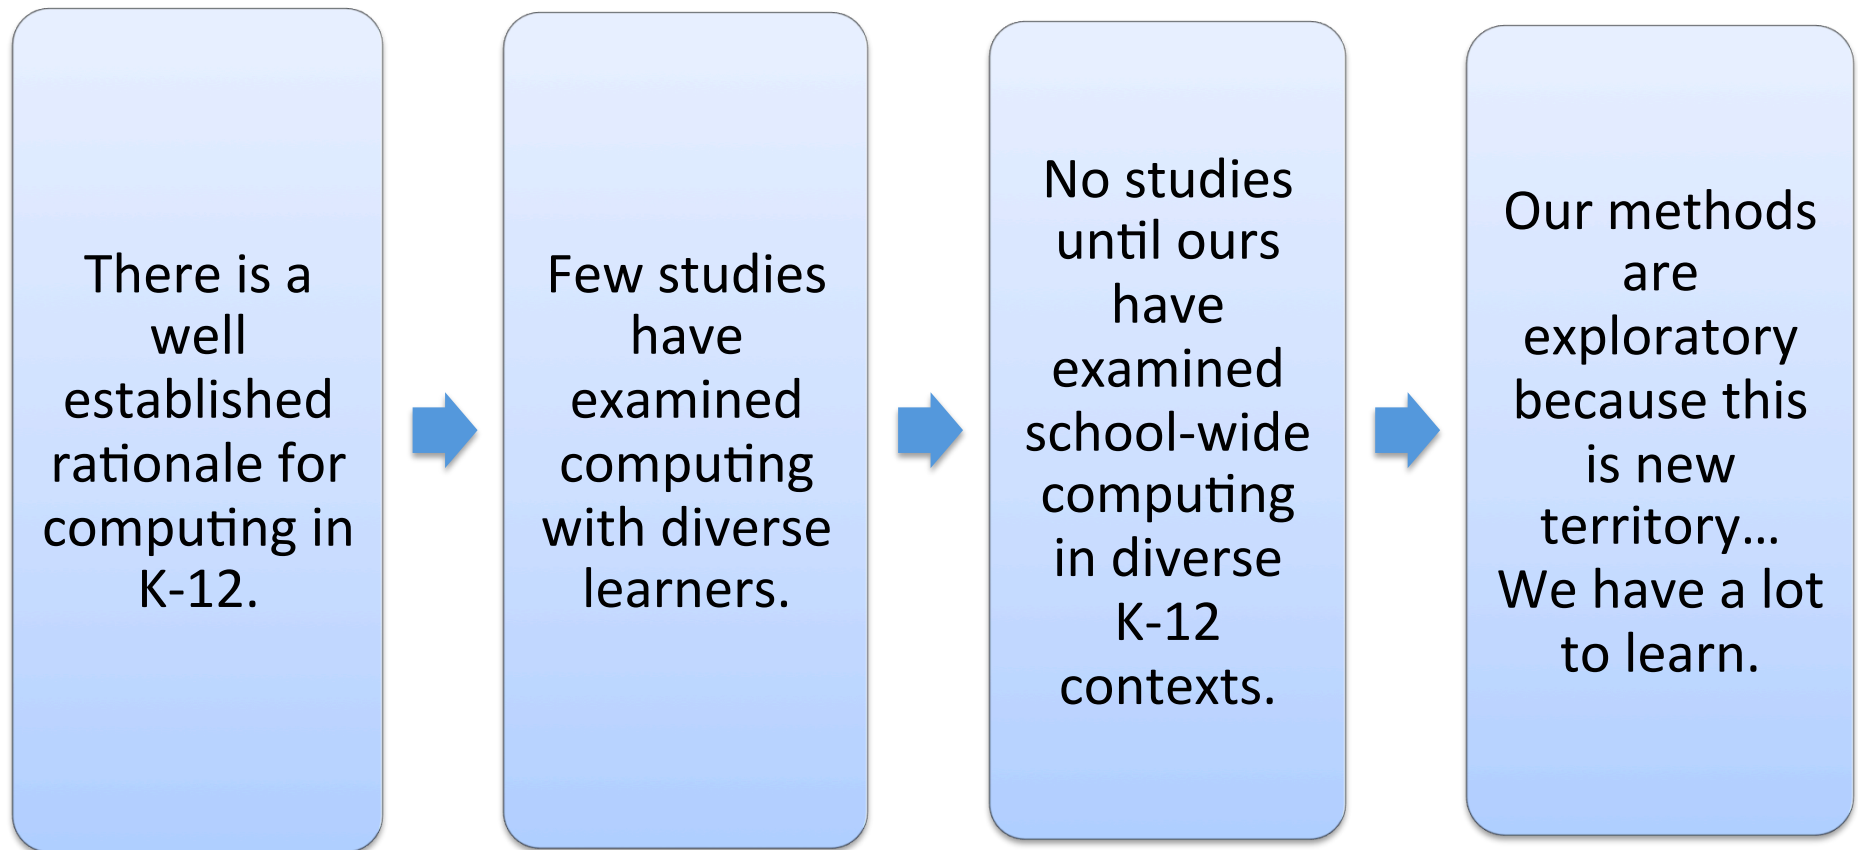 There is a
well
established
rationale for
computing in
K-12.
Few studies
have
examined
computing
with diverse
learners.
No studies
until ours
have
examined
school-wide
computing
in diverse
K-12
contexts.
Our methods
are
exploratory
because this
is new
territory…
We have a lot
to learn.